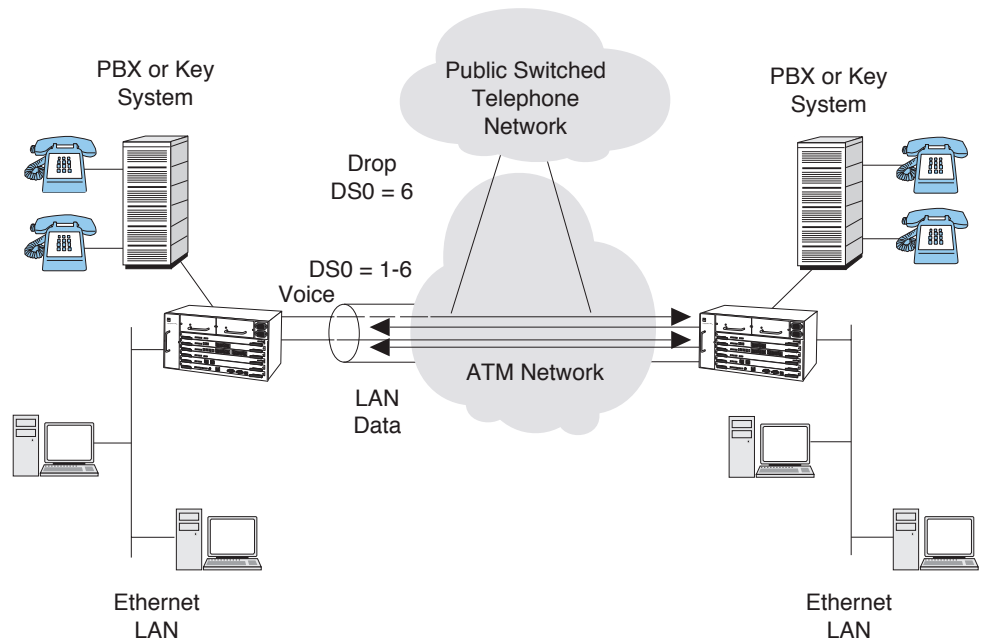 PBX or Key
System
Public Switched
Telephone
Network
PBX or Key
System
Drop
DS0 = 6
DS0 = 1-6
Voice
ATM Network
LAN
Data
Ethernet
LAN
Ethernet
LAN